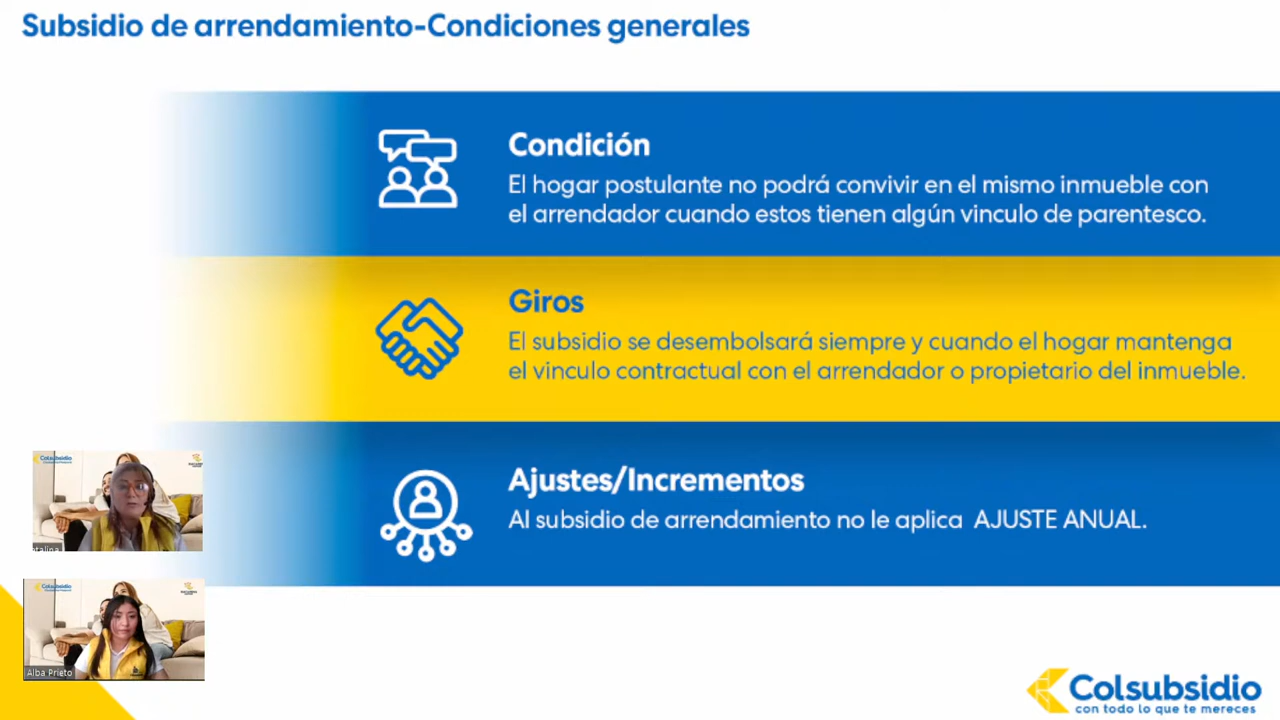 Subsidio de arrendamiento-Condiciones generales
Condición
El hogar postulante no podrá convivir en el mismo inmueble con
el arrendador cuando estos tienen algún vinculo de parentesco.
Giros
El subsidio se desembolsará siempre y cuando el hogar mantenga
el vinculo contractual con el arrendador o propietario del inmueble.
Ajustes/Incrementos
Al subsidio de arrendamiento no le aplica AJUSTE ANUAL.
Colsubsidio
atalina
Colsubsidio
Alba Prieto
Colsubsidio
con todo lo que te mereces